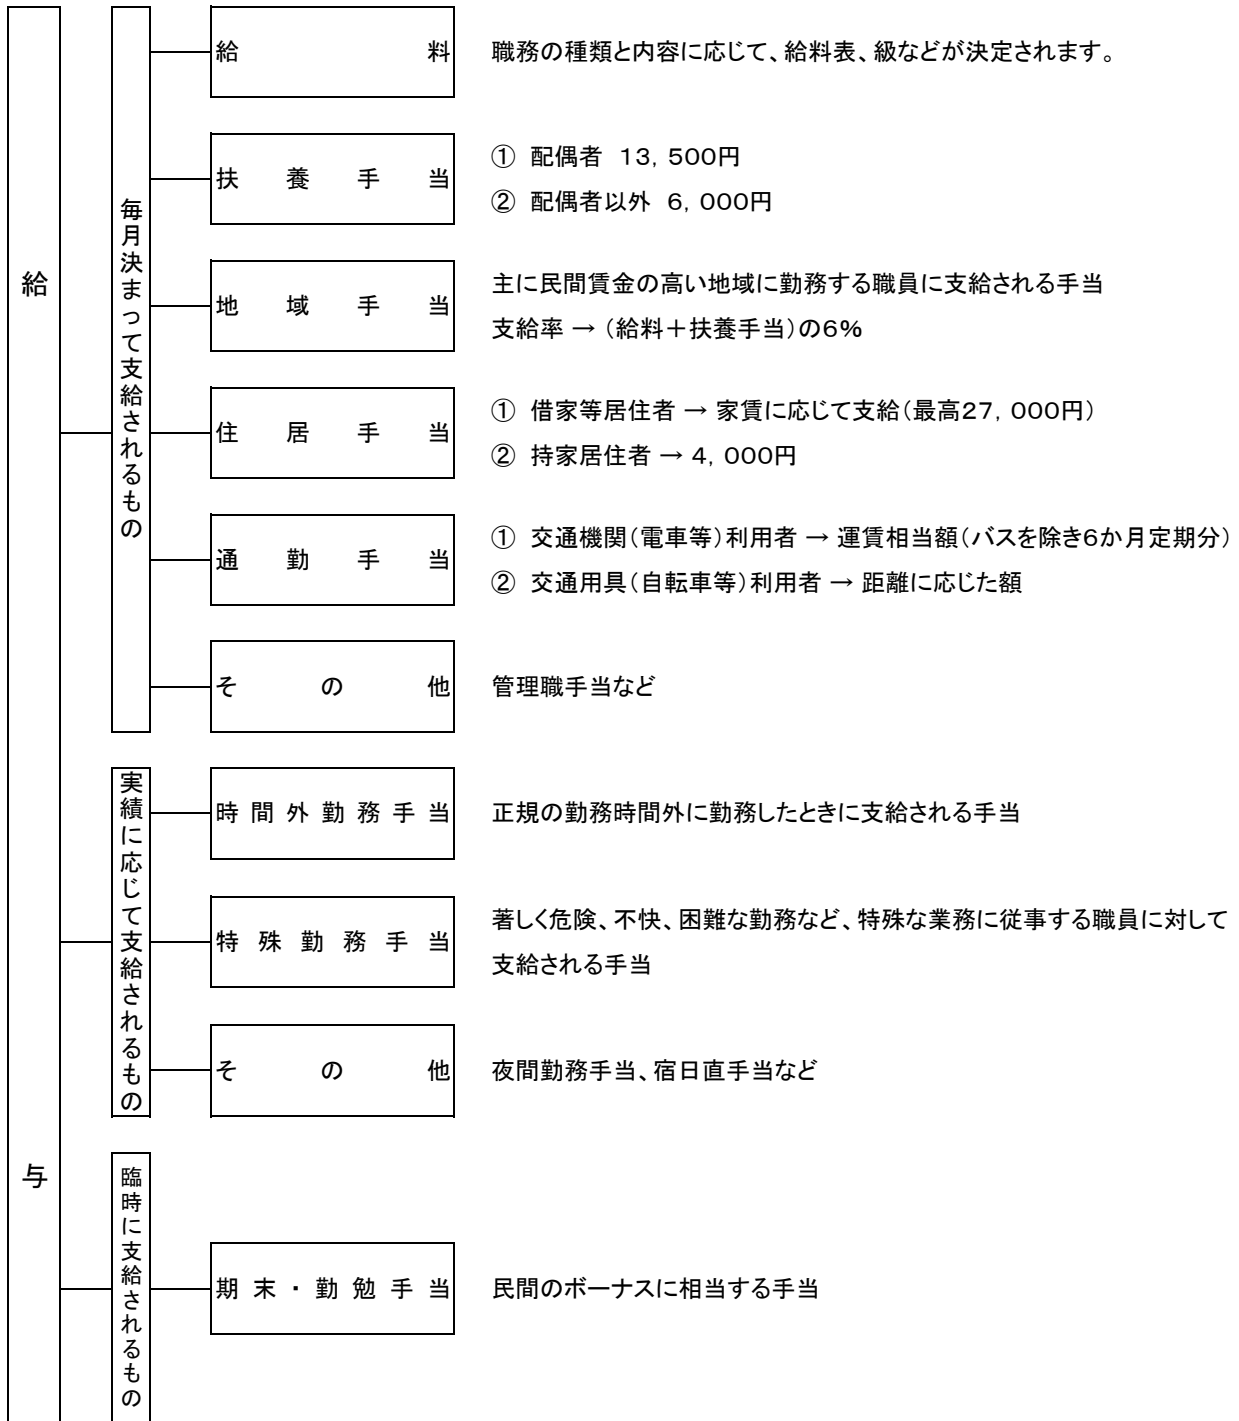 給与
毎月決まって支給されるもの
給料
職務の種類と内容に応じて、給料表、級などが決定されます。
扶養手当
① 配偶者 13,500円
② 配偶者以外 6,000円
地域手当
主に民間賃金の高い地域に勤務する職員に支給される手当
支給率 → (給料+扶養手当)の6%
住居手当
① 借家等居住者 → 家賃に応じて支給(最高27,000円)
② 持家居住者 → 4,000円
通勤手当
① 交通機関(電車等)利用者 → 運賃相当額(バスを除き6か月定期分)
② 交通用具(自転車等)利用者 → 距離に応じた額
その他
管理職手当など
実績に応じて支給されるもの
時間外勤務手当
正規の勤務時間外に勤務したときに支給される手当
特殊勤務手当
著しく危険、不快、困難な勤務など、特殊な業務に従事する職員に対して
支給される手当
その他
夜間勤務手当、宿日直手当など
臨時に支給されるもの
期末・勤勉手当
民間のボーナスに相当する手当